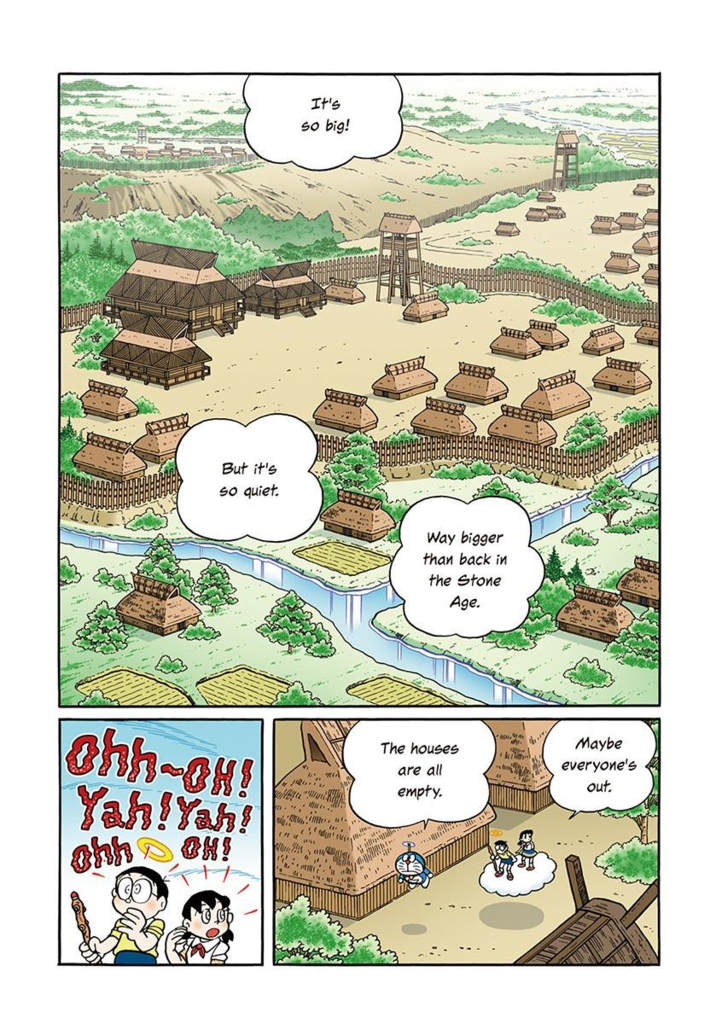 It's
so big!
But it's
so quiet.
Way bigger
than back in
the Stone
Age.
Ohh~OH!
Yah! Yah!
Ohh OH!
The houses
are all
empty.
Maybe
everyone's
out.